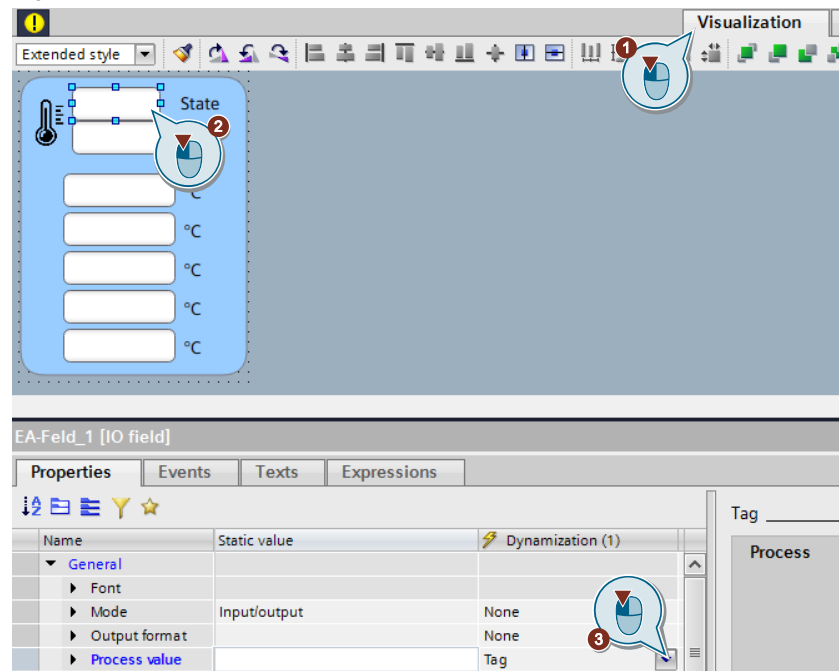 Visualization
Extended style
1
State
2
°C
°C
°C
°C
°C
EA-Feld_1 [IO field]
Properties Events Texts Expressions
Tag
Name Static value Dynamization (1)
Process
General
Font
Mode Input/output None
Output format None
3
Process value Tag